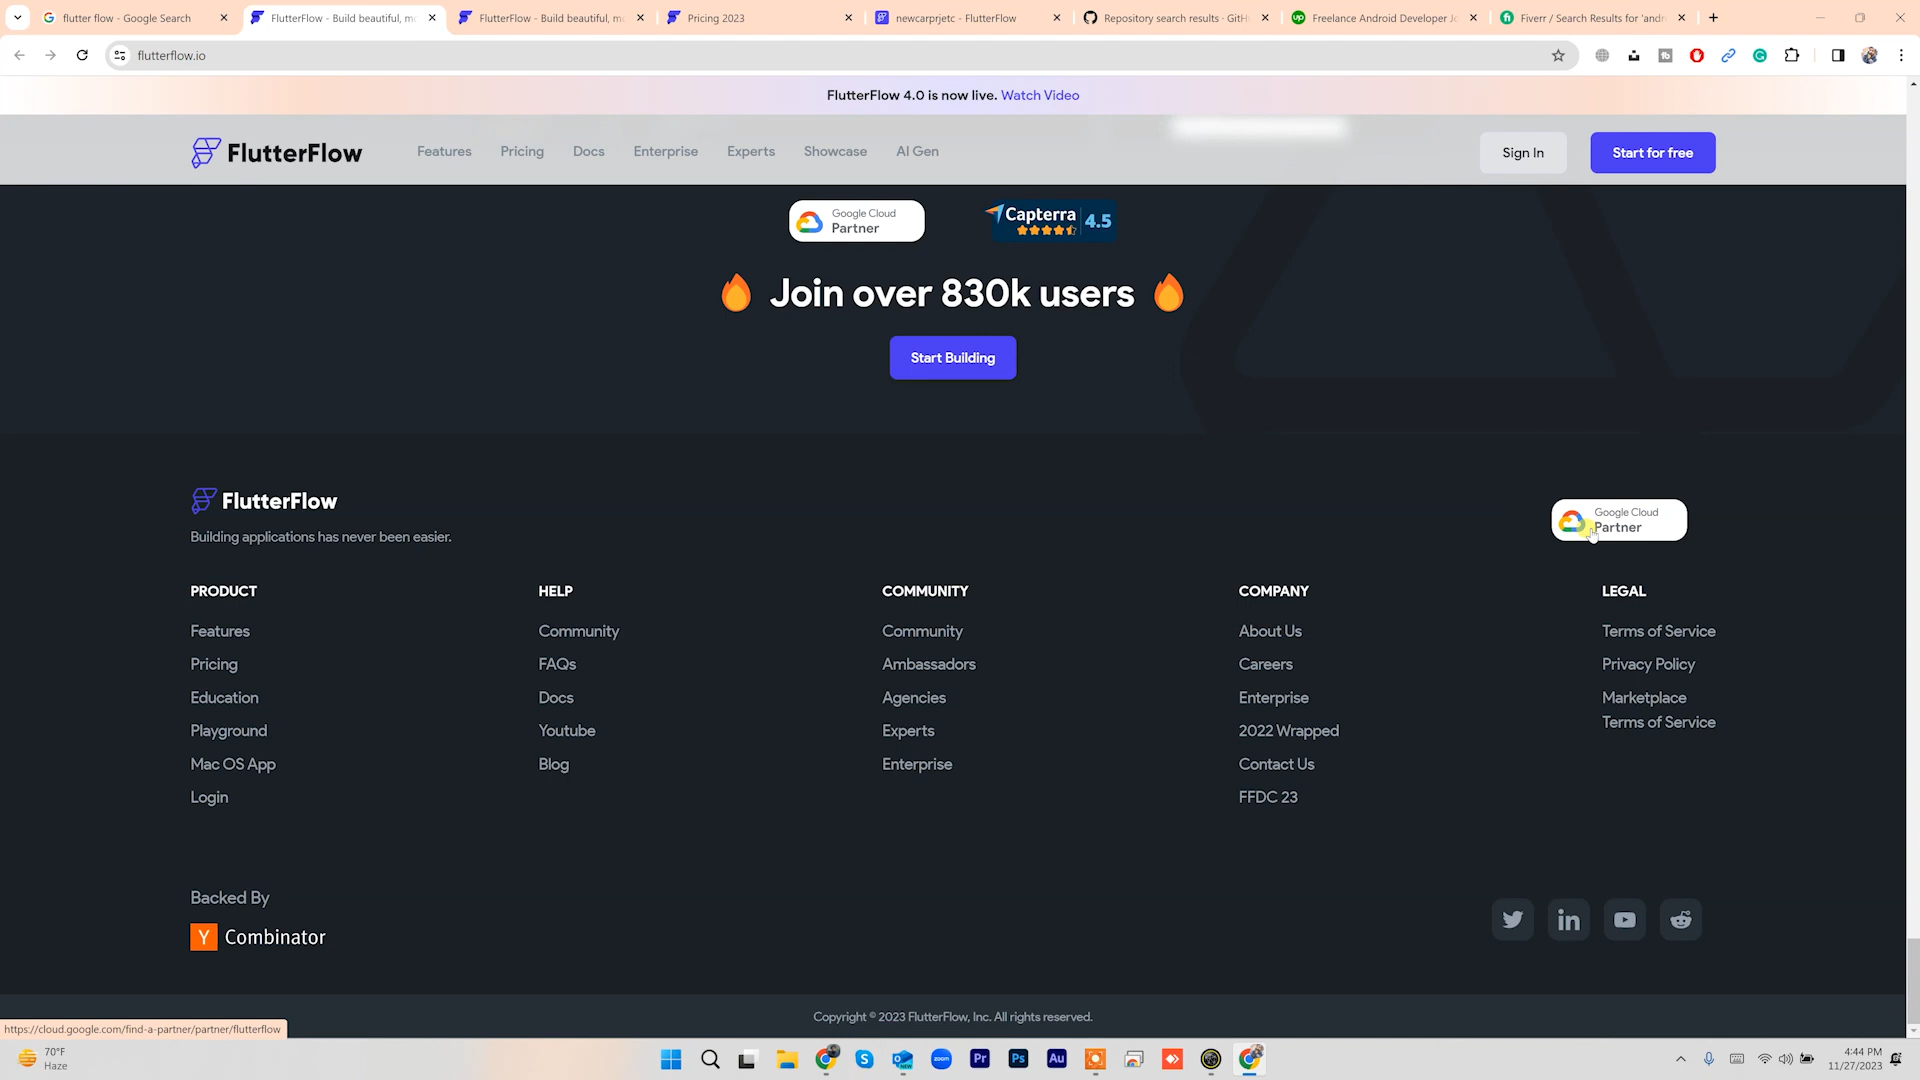 flutter flow - Google Search
FlutterFlow - Build beautiful, mo
FlutterFlow - Build beautiful, mo
Pricing 2023
newcarprjetc - FlutterFlow
Repository search results · GitH
Freelance Android Developer Jo
Fiverr / Search Results for 'andr
flutterflow.io
FlutterFlow 4.0 is now live. Watch Video
FlutterFlow
Features
Pricing
Docs
Enterprise
Experts
Showcase
AI Gen
Sign In
Start for free
Google Cloud
Partner
Capterra 4.5
Join over 830k users
Start Building
FlutterFlow
Building applications has never been easier.
Google Cloud
Partner
PRODUCT
Features
Pricing
Education
Playground
Mac OS App
Login
HELP
Community
FAQs
Docs
Youtube
Blog
COMMUNITY
Community
Ambassadors
Agencies
Experts
Enterprise
COMPANY
About Us
Careers
Enterprise
2022 Wrapped
Contact Us
FFDC 23
LEGAL
Terms of Service
Privacy Policy
Marketplace
Terms of Service
Backed By
Y Combinator
Copyright © 2023 FlutterFlow, Inc. All rights reserved.
https://cloud.google.com/find-a-partner/partner/flutterflow
70°F
Haze
zoom
Pr
Ps
Au
4:44 PM
11/27/2023